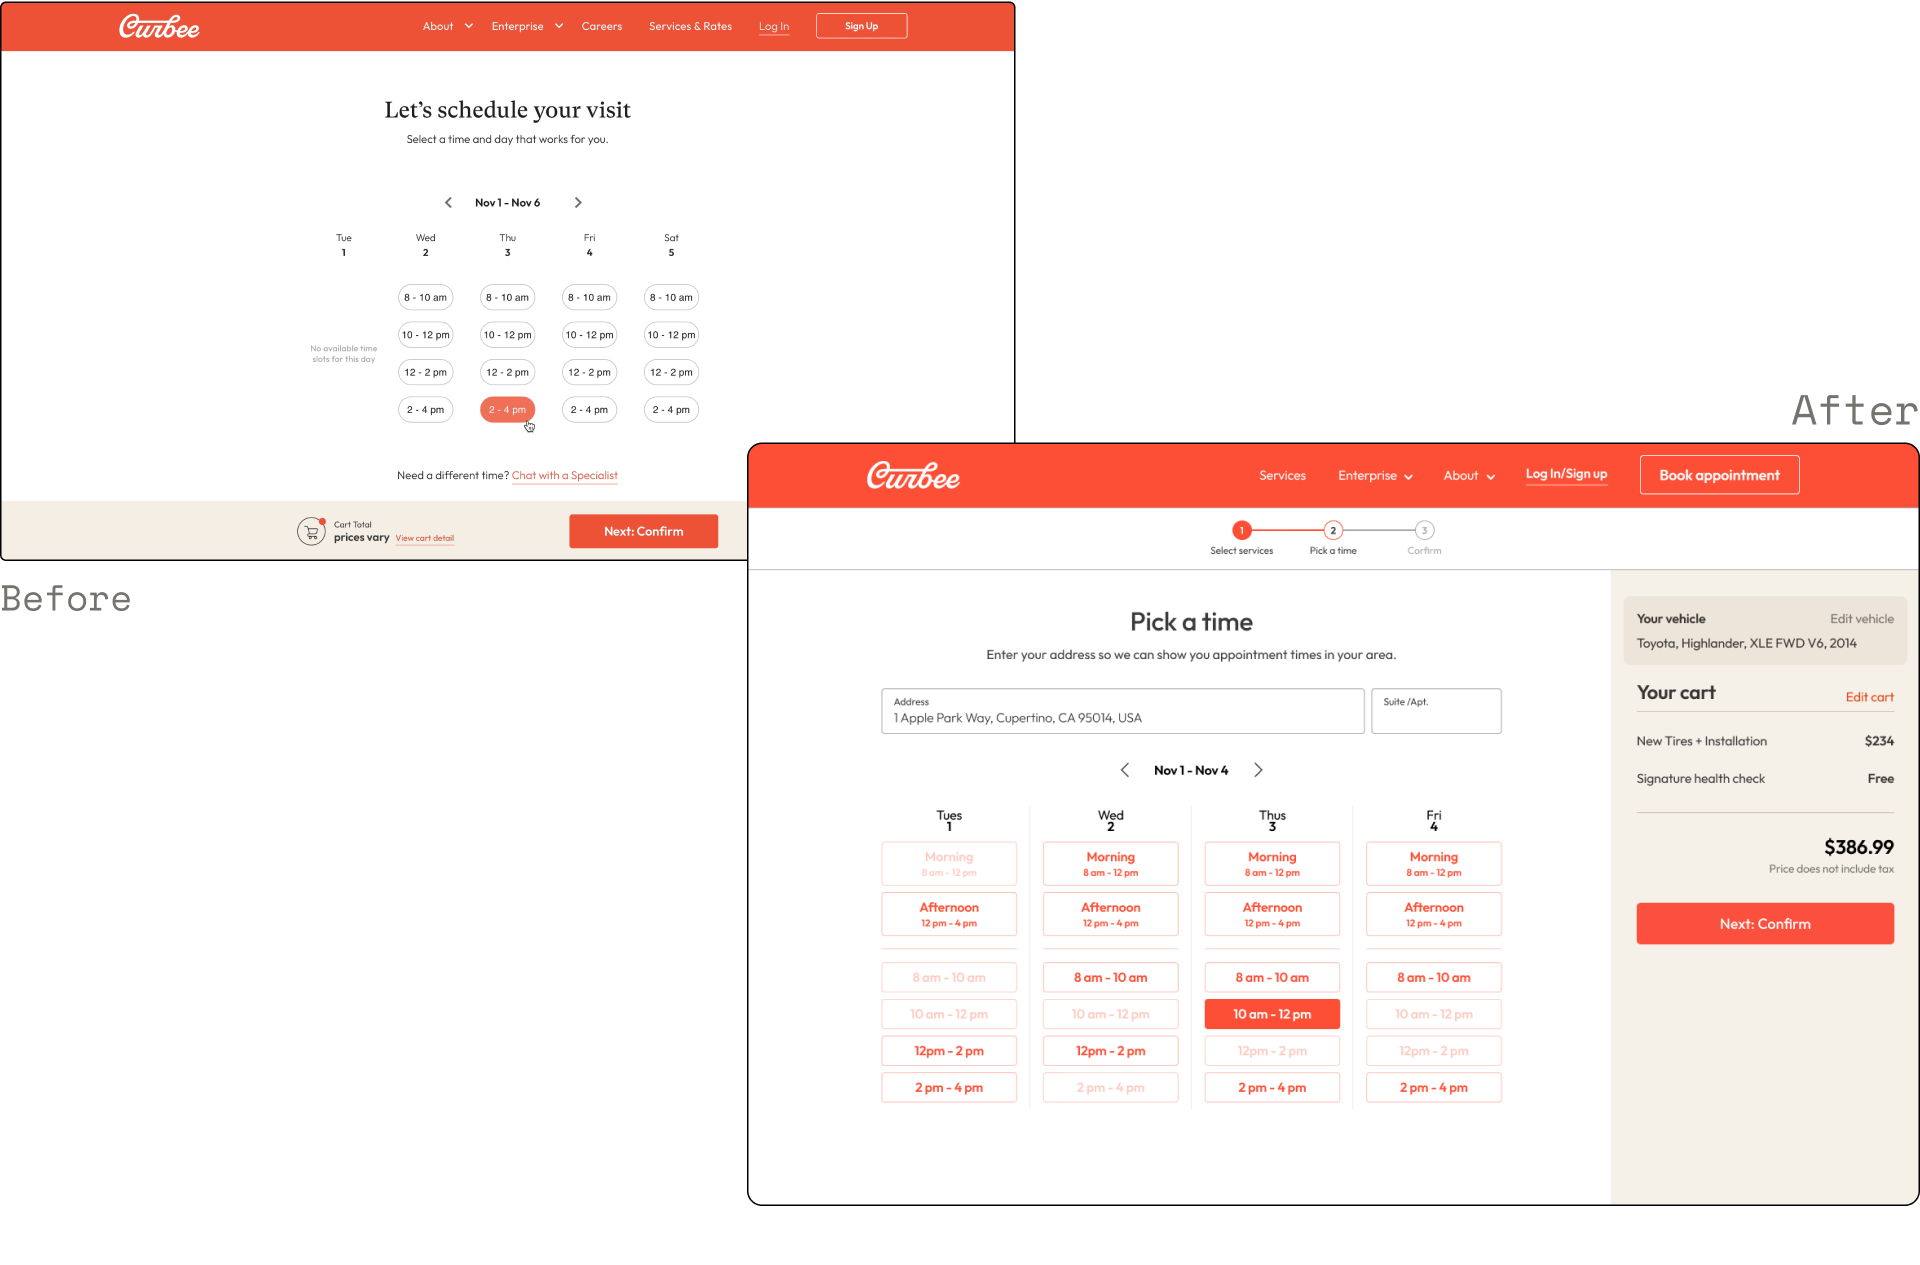 Curbee
About Enterprise Careers Services & Rates Log In Sign Up
Let's schedule your visit
Select a time and day that works for you.
Nov 1 - Nov 6
Tue Wed Thu Fri Sat
1 2 3 4 5
8 - 10 am 8 - 10 am 8 - 10 am 8 - 10 am
10 - 12 pm 10 - 12 pm 10 - 12 pm 10 - 12 pm
No available time
slots for this day
12 - 2 pm 12 - 2 pm 12 - 2 pm 12 - 2 pm
2 - 4 pm 2 - 4 pm 2 - 4 pm 2 - 4 pm
Need a different time? Chat with a Specialist
Cart Total
prices vary View cart detail
Next: Confirm
Before
After
Curbee
Services Enterprise About Log In/Sign up Book appointment
1 2 3
Select services Pick a time Confirm
Pick a time
Enter your address so we can show you appointment times in your area.
Address
1 Apple Park Way, Cupertino, CA 95014, USA
Suite /Apt.
Nov 1 - Nov 4
Tues Wed Thus Fri
1 2 3 4
Morning Morning Morning Morning
8 am - 12 pm 8 am - 12 pm 8 am - 12 pm 8 am - 12 pm
Afternoon Afternoon Afternoon Afternoon
12 pm - 4 pm 12 pm - 4 pm 12 pm - 4 pm 12 pm - 4 pm
8 am - 10 am 8 am - 10 am 8 am - 10 am 8 am - 10 am
10 am - 12 pm 10 am - 12 pm 10 am - 12 pm 10 am - 12 pm
12pm - 2 pm 12pm - 2 pm 12pm - 2 pm 12pm - 2 pm
2 pm - 4 pm 2 pm - 4 pm 2 pm - 4 pm 2 pm - 4 pm
Your vehicle Edit vehicle
Toyota, Highlander, XLE FWD V6, 2014
Your cart Edit cart
New Tires + Installation $234
Signature health check Free
$386.99
Price does not include tax
Next: Confirm